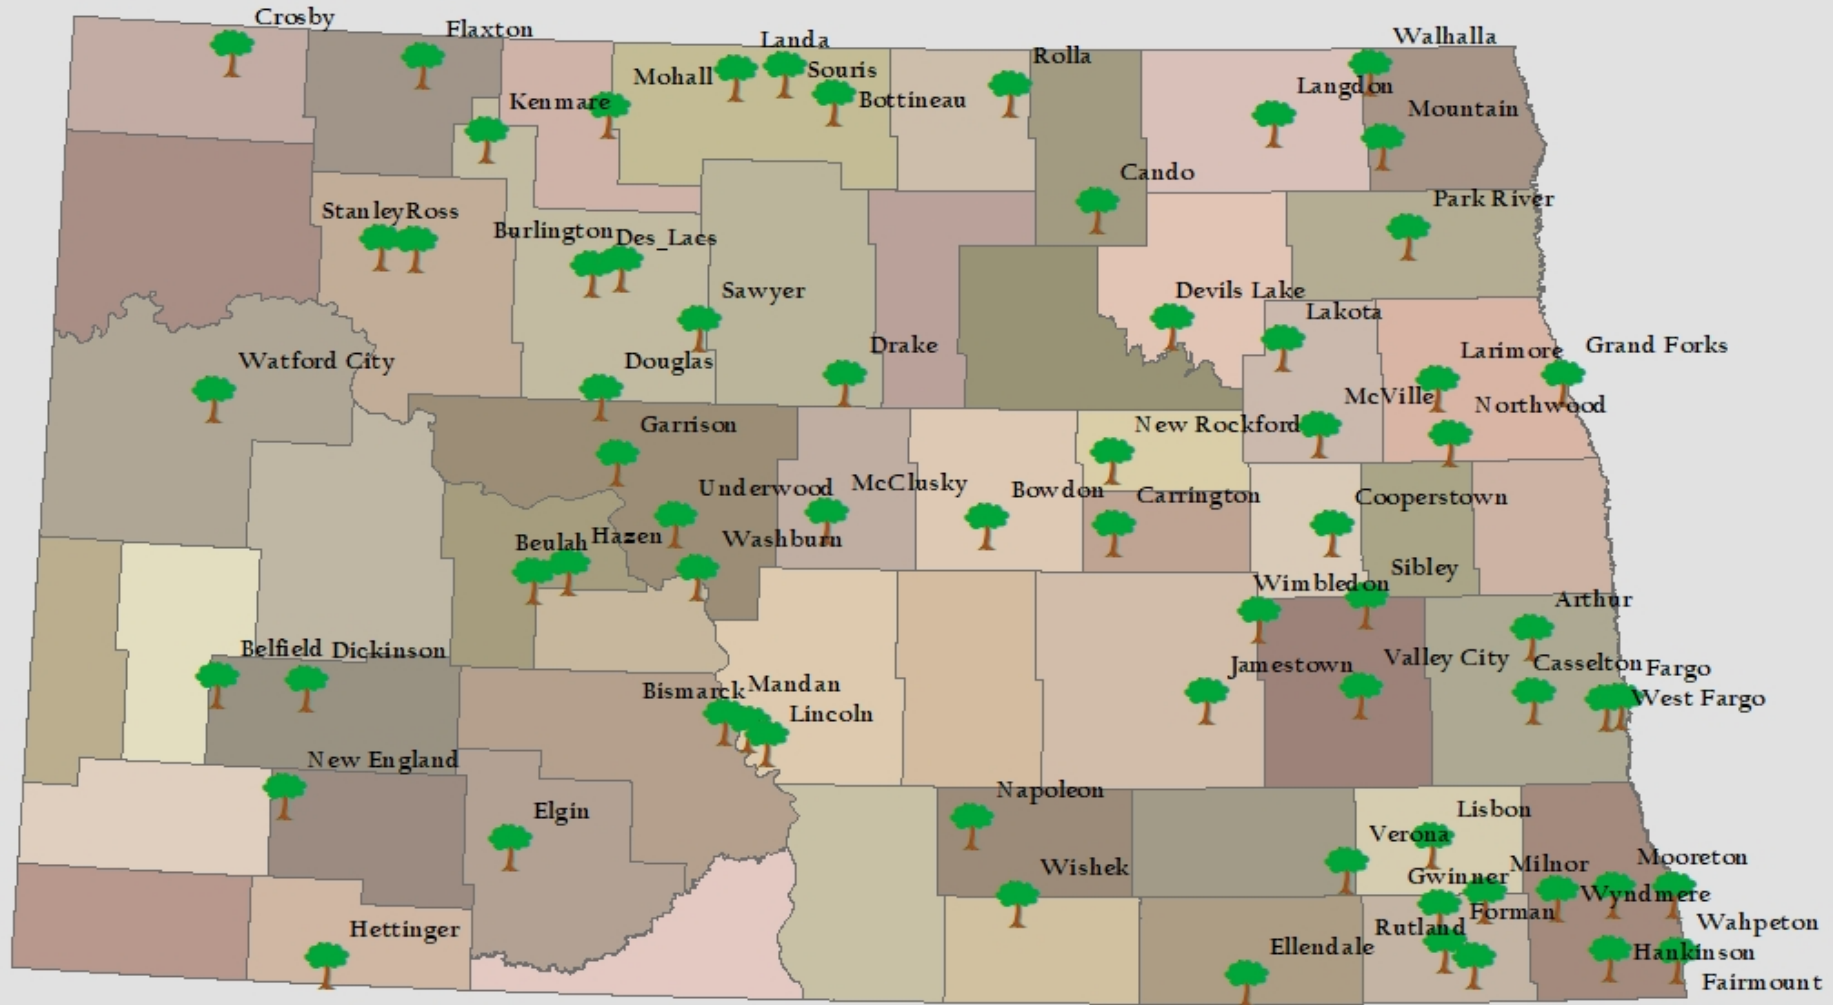 Crosby
Flaxton
Landa
Walhalla
Rolla
Mohall
Souris
Kenmare
Bottineau
Langdon
Mountain
Cando
Park River
Stanley
Ross
Burlington
Des_Lacs
Sawyer
Devils Lake
Lakota
Grand Forks
Drake
Larimore
Watford City
Douglas
McVille
Northwood
Garrison
New Rockford
Underwood
McClusky
Bowdon
Carrington
Cooperstown
Beulah
Hazen
Washburn
Sibley
Wimbledon
Arthur
Belfield
Dickinson
Jamestown
Valley City
Casselton
Fargo
West Fargo
Bismarck
Mandan
Lincoln
New England
Napoleon
Elgin
Lisbon
Verona
Wishek
Gwinner
Milnor
Mooreton
Wyndmere
Forman
Rutland
Wahpeton
Hettinger
Ellendale
Hankinson
Fairmount